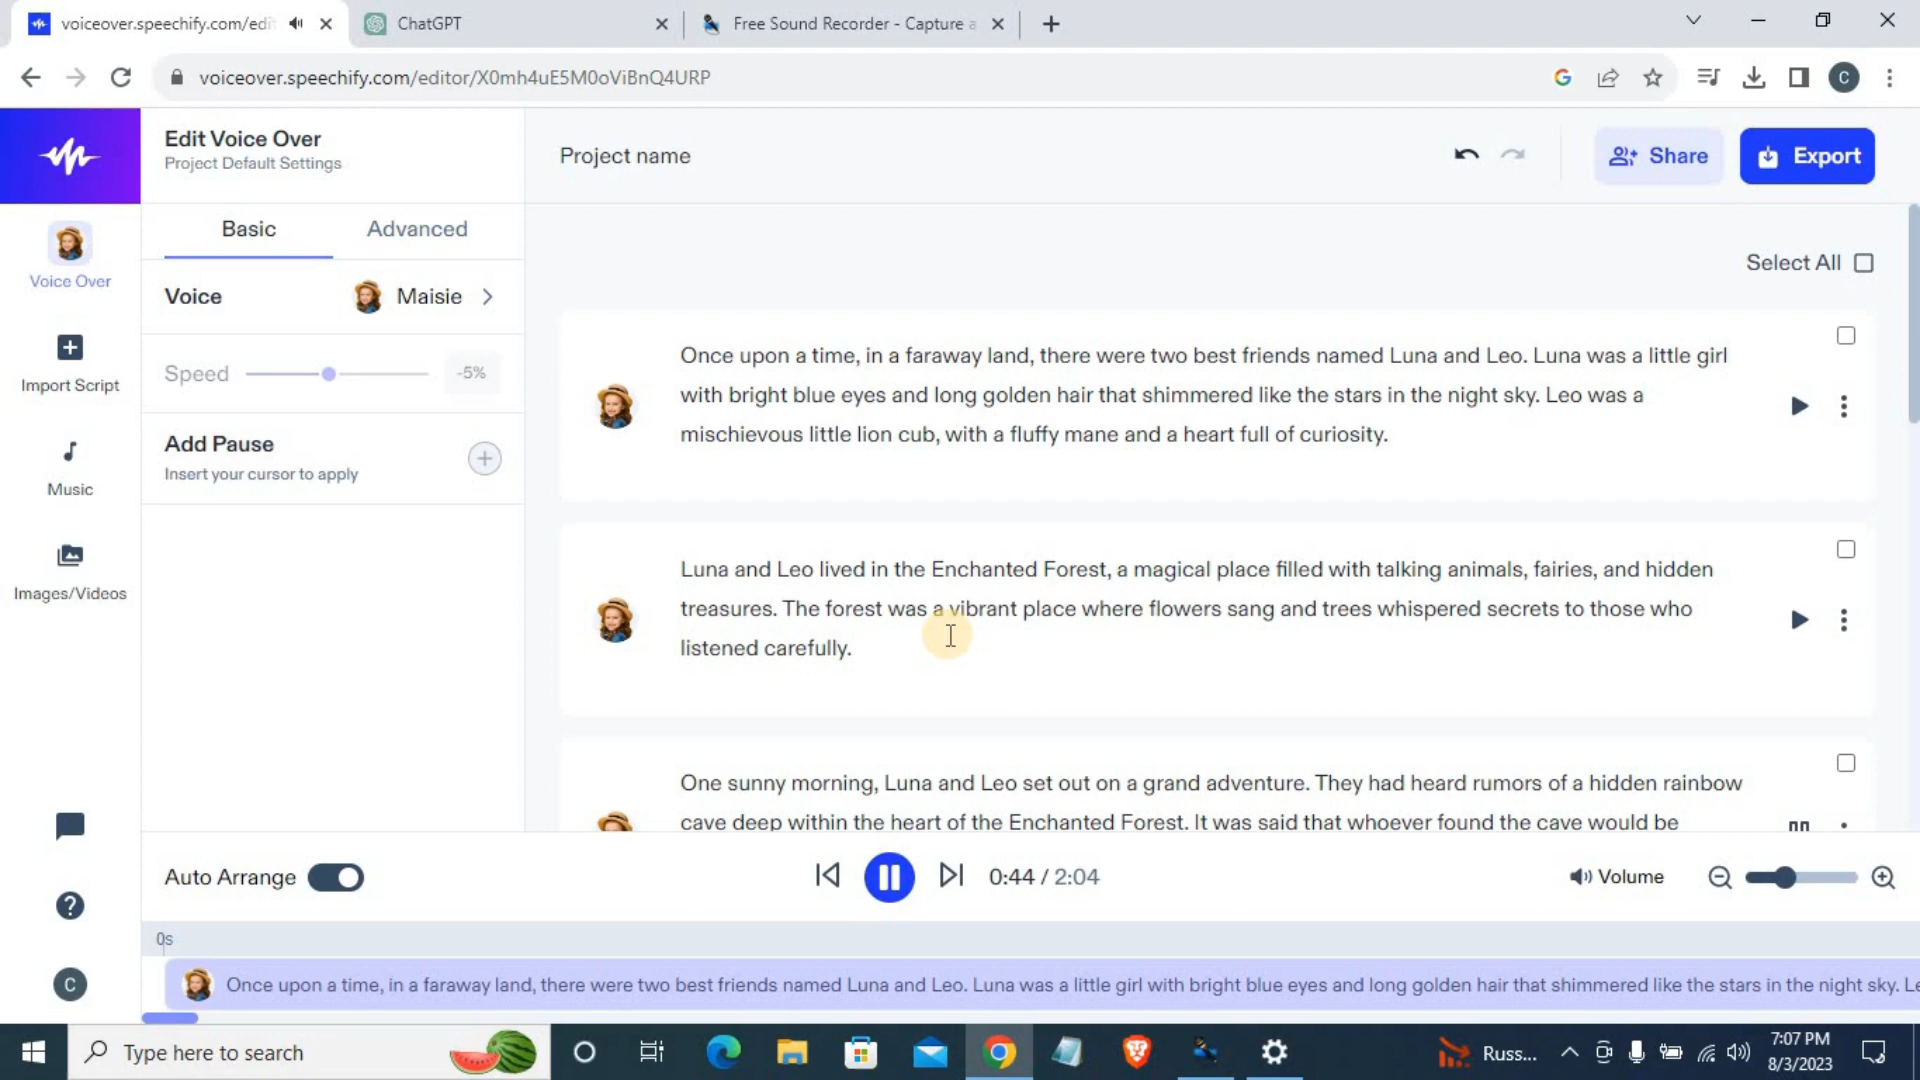 voiceover.speechify.com/edi
ChatGPT
Free Sound Recorder - Capture a
voiceover.speechify.com/editor/X0mh4uE5M0oViBnQ4URP
C
Edit Voice Over
Project Default Settings
Project name
Share
Export
Basic
Advanced
Select All
Voice Over
Voice
Maisie
Speed
-5%
Import Script
Add Pause
Insert your cursor to apply
Music
Images/Videos
Once upon a time, in a faraway land, there were two best friends named Luna and Leo. Luna was a little girl
with bright blue eyes and long golden hair that shimmered like the stars in the night sky. Leo was a
mischievous little lion cub, with a fluffy mane and a heart full of curiosity.
Luna and Leo lived in the Enchanted Forest, a magical place filled with talking animals, fairies, and hidden
treasures. The forest was a vibrant place where flowers sang and trees whispered secrets to those who
listened carefully.
One sunny morning, Luna and Leo set out on a grand adventure. They had heard rumors of a hidden rainbow
cave deep within the heart of the Enchanted Forest. It was said that whoever found the cave would be
Auto Arrange
0:44 / 2:04
Volume
0s
C
Once upon a time, in a faraway land, there were two best friends named Luna and Leo. Luna was a little girl with bright blue eyes and long golden hair that shimmered like the stars in the night sky. Le
Type here to search
Russ...
7:07 PM
8/3/2023